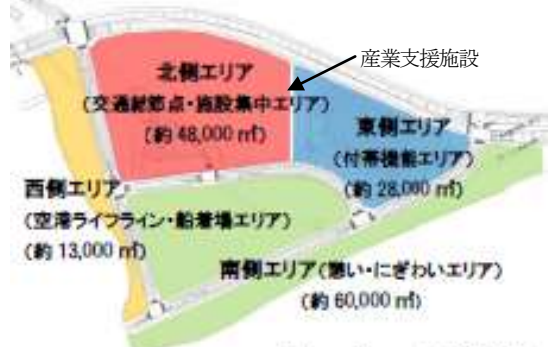 産業支援施設
北側エリア
(交通結節点・施設集中エリア)
(約 48,000 ㎡)
東側エリア
(付帯機能エリア)
(約 28,000 ㎡)
西側エリア
(空港ライフライン・船着場エリア)
(約 13,000 ㎡)
南側エリア(憩い・にぎわいエリア)
(約 60,000 ㎡)